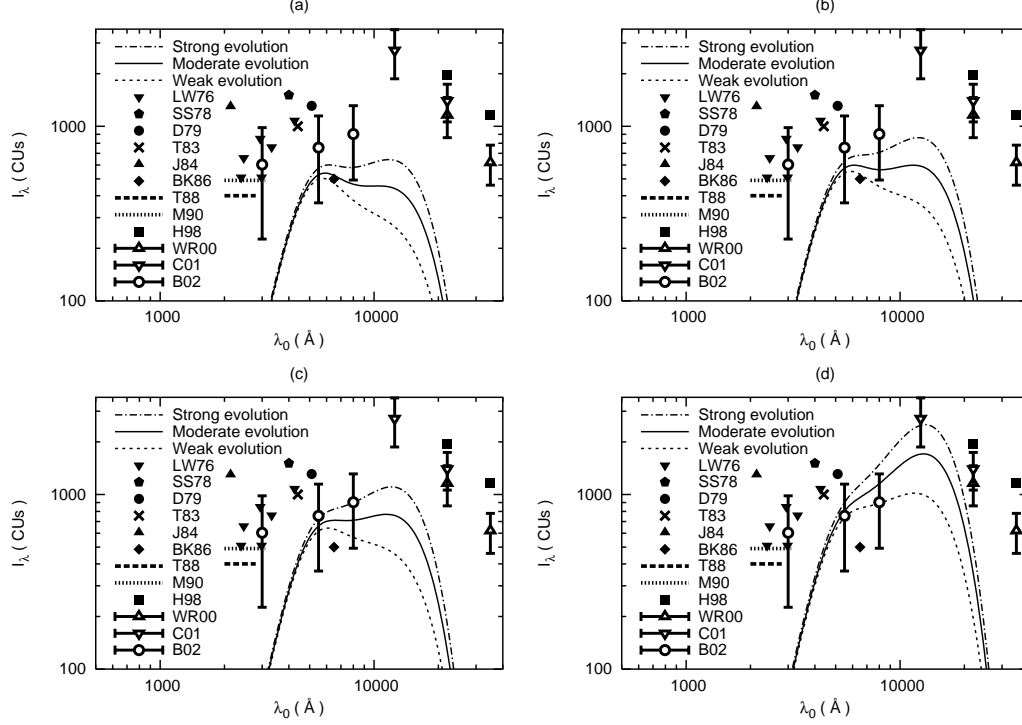 (a)
I_λ ( CUs )
1000
100
1000
10000
λ_0 ( Å )
Strong evolution
Moderate evolution
Weak evolution
LW76
SS78
D79
T83
J84
BK86
T88
M90
H98
WR00
C01
B02
(b)
I_λ ( CUs )
1000
100
1000
10000
λ_0 ( Å )
Strong evolution
Moderate evolution
Weak evolution
LW76
SS78
D79
T83
J84
BK86
T88
M90
H98
WR00
C01
B02
(c)
I_λ ( CUs )
1000
100
1000
10000
λ_0 ( Å )
Strong evolution
Moderate evolution
Weak evolution
LW76
SS78
D79
T83
J84
BK86
T88
M90
H98
WR00
C01
B02
(d)
I_λ ( CUs )
1000
100
1000
10000
λ_0 ( Å )
Strong evolution
Moderate evolution
Weak evolution
LW76
SS78
D79
T83
J84
BK86
T88
M90
H98
WR00
C01
B02